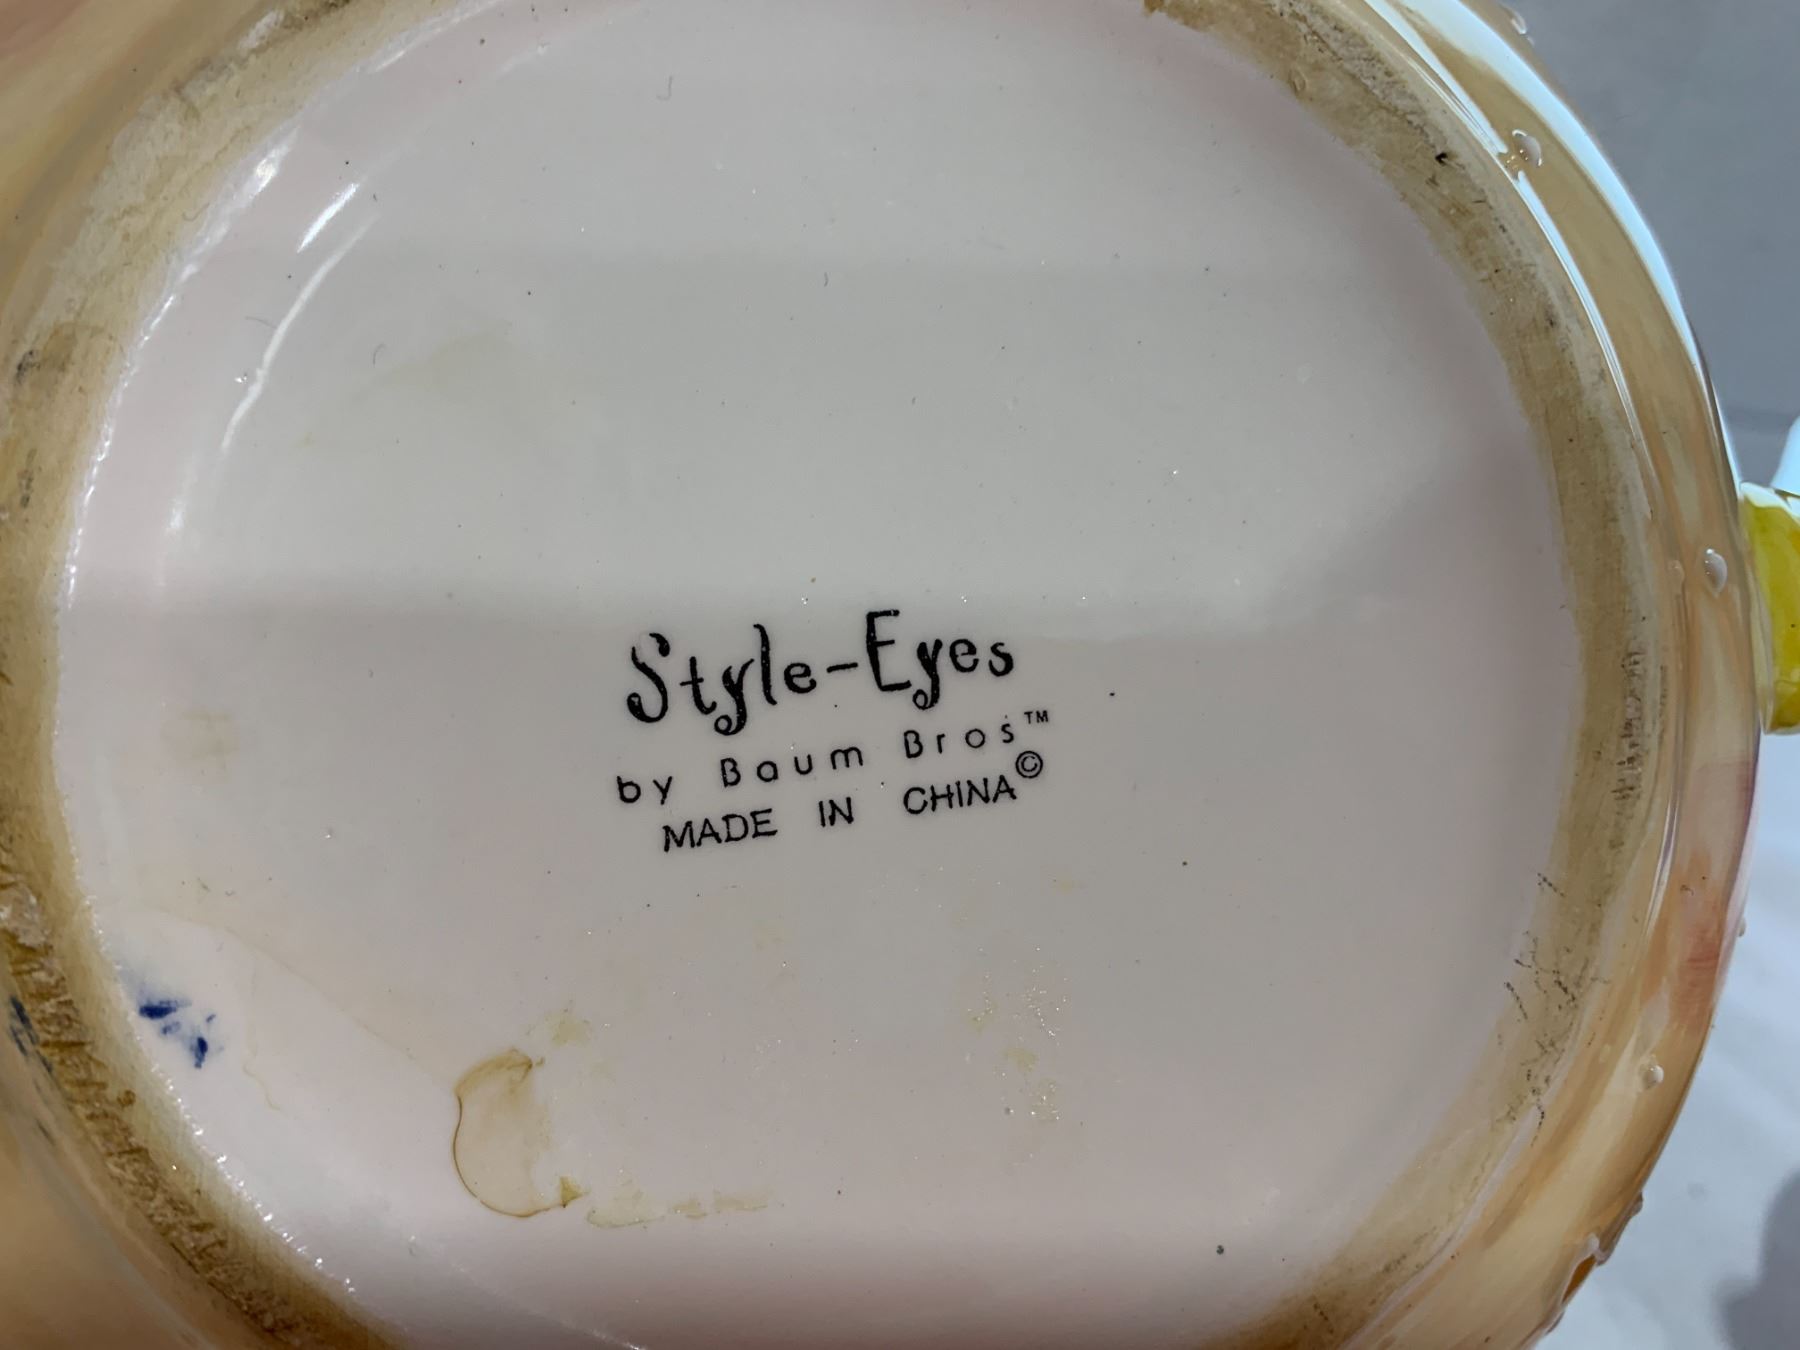 Style-Eyes
by Baum Bros™
MADE IN CHINA©